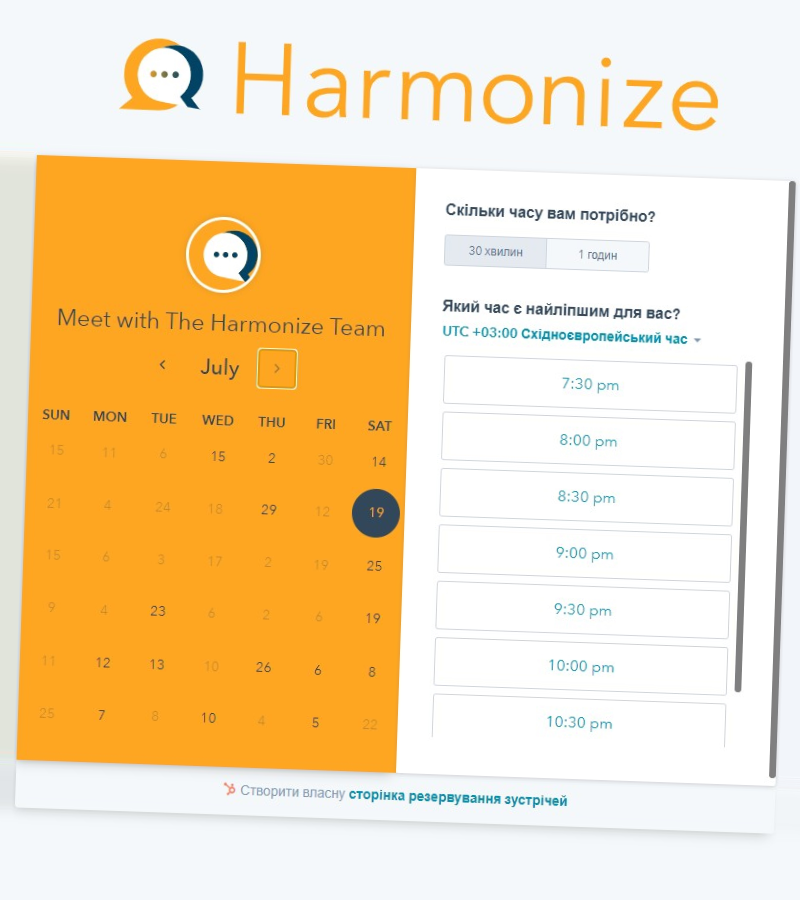 Harmonize
Meet with The Harmonize Team
July
SUN MON TUE WED THU FRI SAT
15 11 6 15 2 30 14
21 4 24 18 29 12 19
15 6 3 17 2 19 25
9 4 23 6 2 6 19
11 12 13 10 26 6 8
25 7 8 10 4 5 22
Скільки часу вам потрібно?
30 хвилин 1 годин
Який час є найліпшим для вас?
UTC +03:00 Східноєвропейський час
7:30 pm
8:00 pm
8:30 pm
9:00 pm
9:30 pm
10:00 pm
10:30 pm
Створити власну сторінка резервування зустрічей